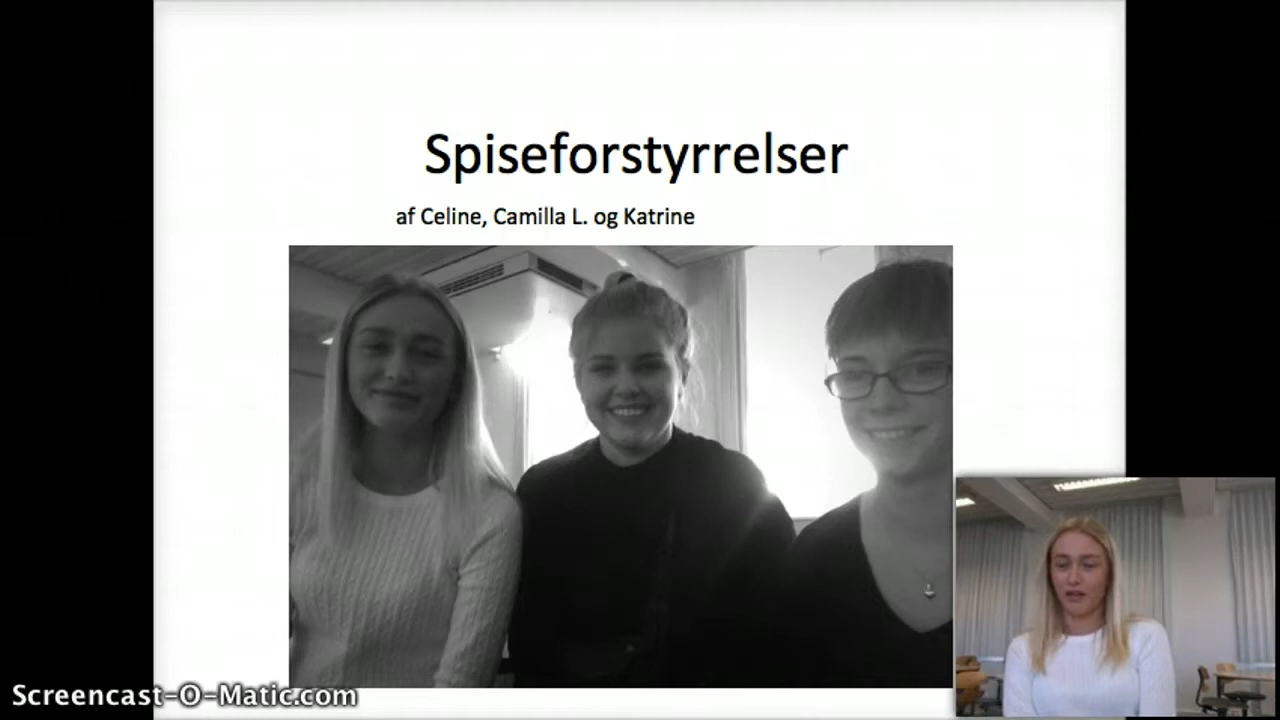 Spiseforstyrrelser
af Celine, Camilla L. og Katrine
Screencast-O-Matic.com